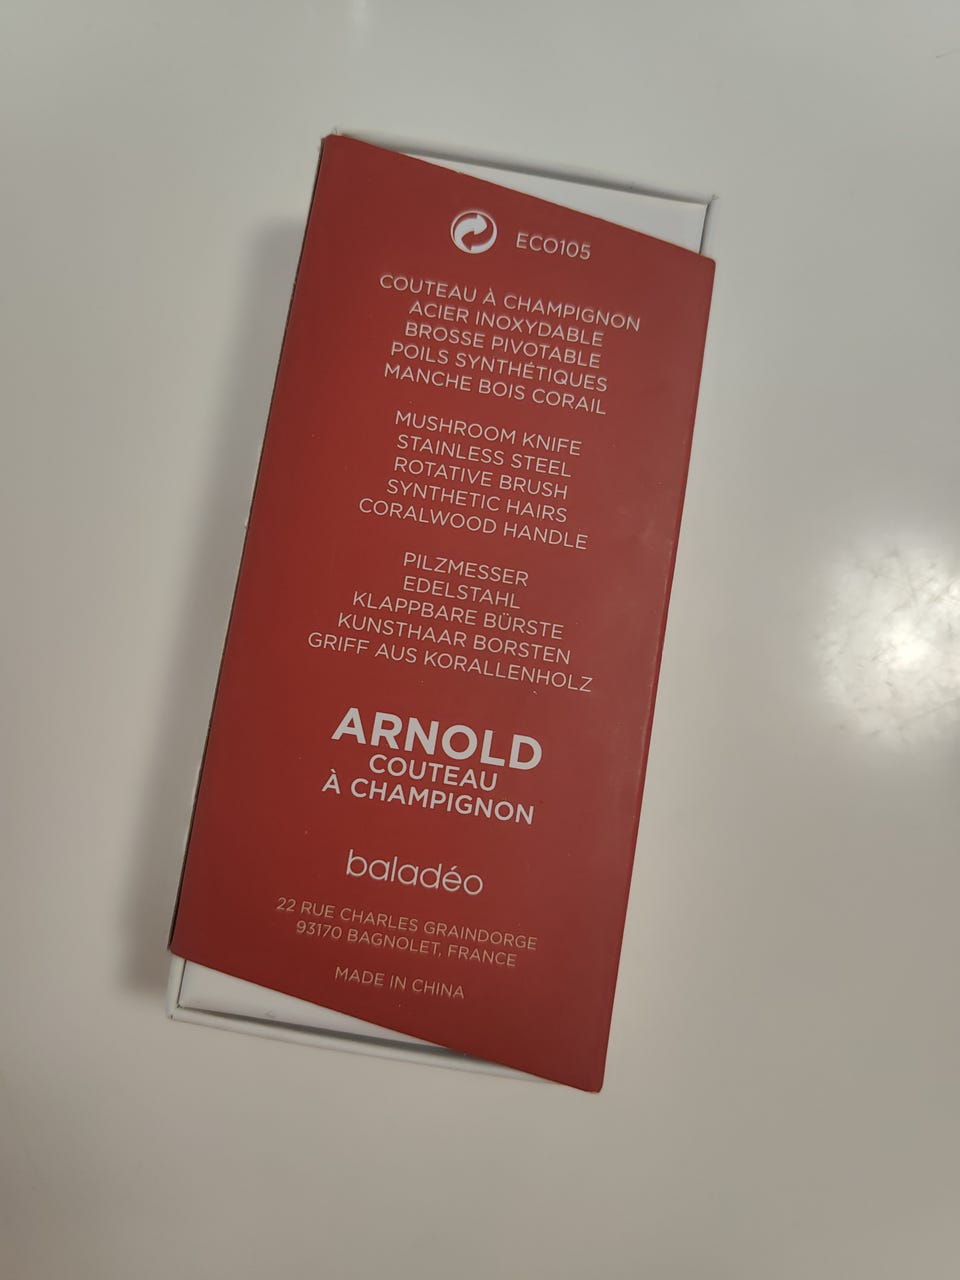 ECO105
COUTEAU À CHAMPIGNON
ACIER INOXYDABLE
BROSSE PIVOTABLE
POILS SYNTHÉTIQUES
MANCHE BOIS CORAIL
MUSHROOM KNIFE
STAINLESS STEEL
ROTATIVE BRUSH
SYNTHETIC HAIRS
CORALWOOD HANDLE
PILZMESSER
EDELSTAHL
KLAPPBARE BÜRSTE
KUNSTHAAR BORSTEN
GRIFF AUS KORALLENHOLZ
ARNOLD
COUTEAU
À CHAMPIGNON
baladéo
22 RUE CHARLES GRAINDORGE
93170 BAGNOLET, FRANCE
MADE IN CHINA